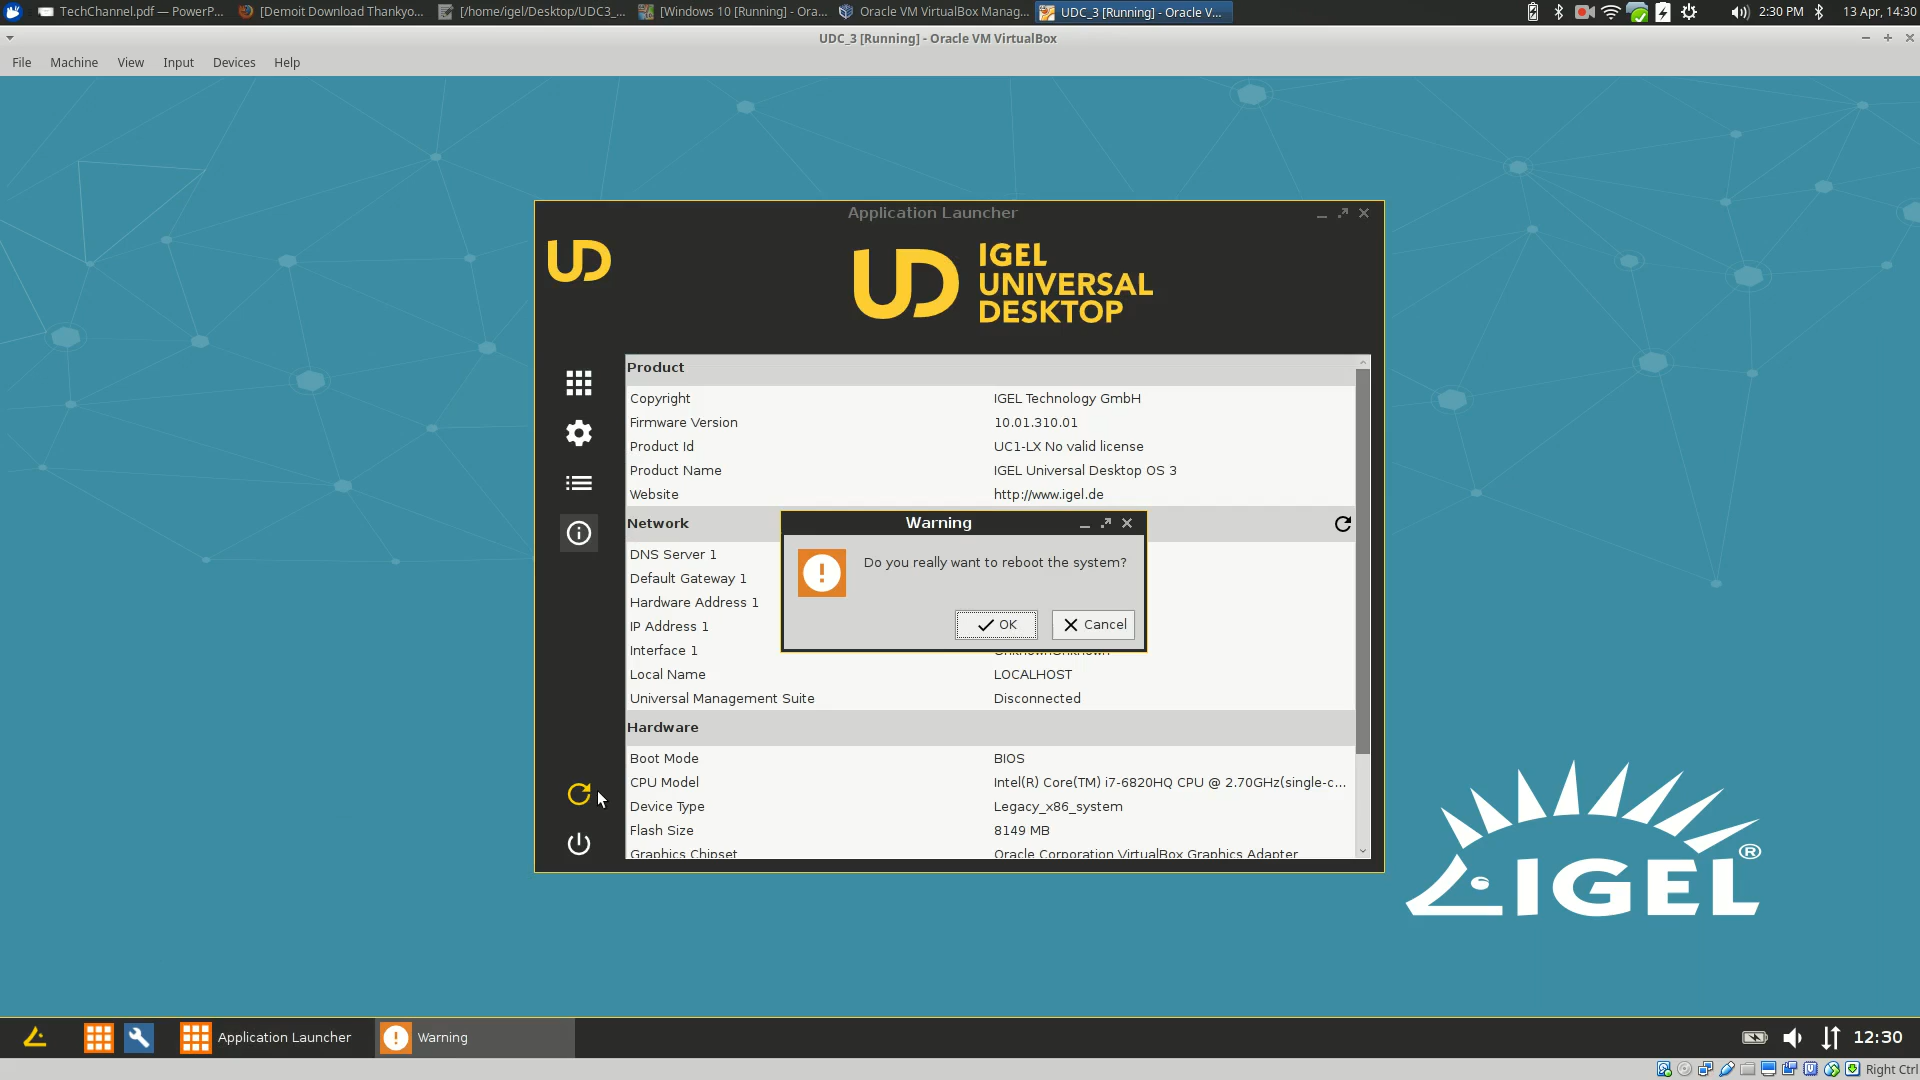 TechChannel.pdf — PowerP...
[Demoit Download Thankyo...
[/home/igel/Desktop/UDC3_...
[Windows 10 [Running] - Ora...
Oracle VM VirtualBox Manag...
UDC_3 [Running] - Oracle V...
2:30 PM
13 Apr, 14:30
UDC_3 [Running] - Oracle VM VirtualBox
File Machine View Input Devices Help
Application Launcher
UD
UD IGEL
UNIVERSAL
DESKTOP
Product
Copyright IGEL Technology GmbH
Firmware Version 10.01.310.01
Product Id UC1-LX No valid license
Product Name IGEL Universal Desktop OS 3
Website http://www.igel.de
Network
Warning
DNS Server 1
Do you really want to reboot the system?
Default Gateway 1
Hardware Address 1
IP Address 1
OK Cancel
Interface 1
Local Name LOCALHOST
Universal Management Suite Disconnected
Hardware
Boot Mode BIOS
CPU Model Intel(R) Core(TM) i7-6820HQ CPU @ 2.70GHz(single-c...
Device Type Legacy_x86_system
Flash Size 8149 MB
Graphics Chipset Oracle Corporation VirtualBox Graphics Adapter
IGEL®
Application Launcher
Warning
12:30
Right Ctrl